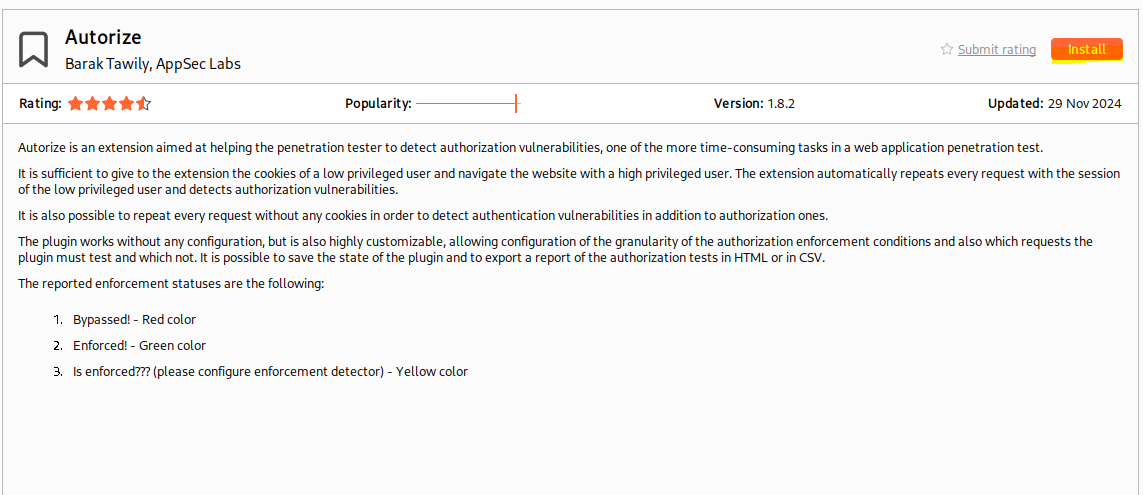 Autorize
Barak Tawily, AppSec Labs
Submit rating
Install
Rating:
Popularity:
Version: 1.8.2
Updated: 29 Nov 2024
Autorize is an extension aimed at helping the penetration tester to detect authorization vulnerabilities, one of the more time-consuming tasks in a web application penetration test.
It is sufficient to give to the extension the cookies of a low privileged user and navigate the website with a high privileged user. The extension automatically repeats every request with the session
of the low privileged user and detects authorization vulnerabilities.
It is also possible to repeat every request without any cookies in order to detect authentication vulnerabilities in addition to authorization ones.
The plugin works without any configuration, but is also highly customizable, allowing configuration of the granularity of the authorization enforcement conditions and also which requests the
plugin must test and which not. It is possible to save the state of the plugin and to export a report of the authorization tests in HTML or in CSV.
The reported enforcement statuses are the following:
1. Bypassed! - Red color
2. Enforced! - Green color
3. Is enforced??? (please configure enforcement detector) - Yellow color